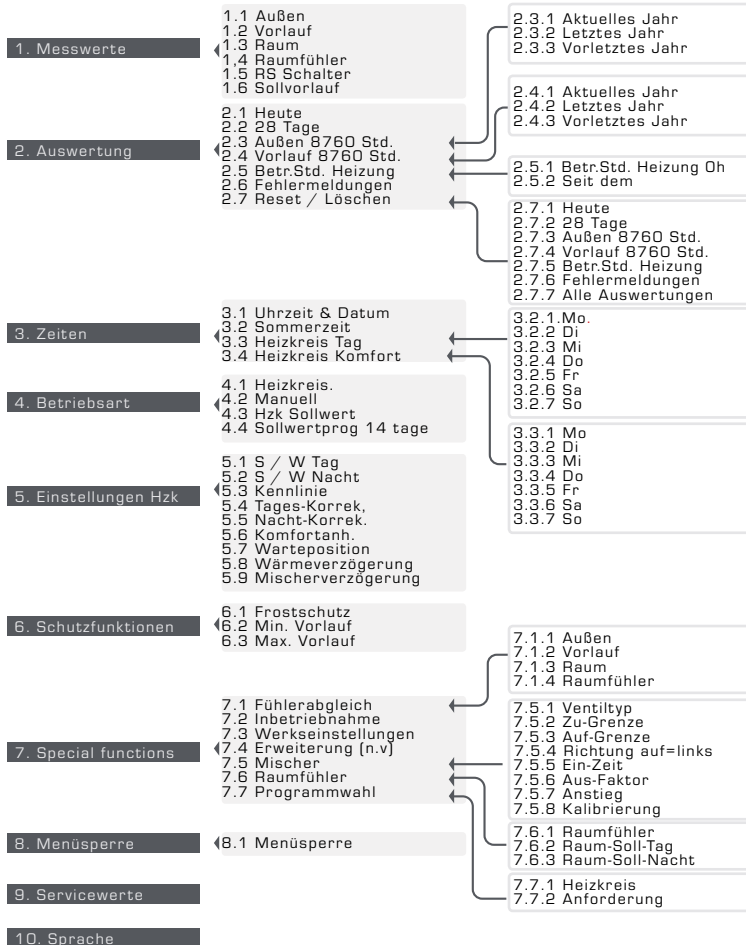 1. Messwerte
1.1 Außen
1.2 Vorlauf
1.3 Raum
1,4 Raumfühler
1.5 RS Schalter
1.6 Sollvorlauf
2. Auswertung
2.1 Heute
2.2 28 Tage
2.3 Außen 8760 Std.
2.4 Vorlauf 8760 Std.
2.5 Betr.Std. Heizung
2.6 Fehlermeldungen
2.7 Reset / Löschen
2.3.1 Aktuelles Jahr
2.3.2 Letztes Jahr
2.3.3 Vorletztes Jahr
2.4.1 Aktuelles Jahr
2.4.2 Letztes Jahr
2.4.3 Vorletztes Jahr
2.5.1 Betr.Std. Heizung 0h
2.5.2 Seit dem
2.7.1 Heute
2.7.2 28 Tage
2.7.3 Außen 8760 Std.
2.7.4 Vorlauf 8760 Std.
2.7.5 Betr.Std. Heizung
2.7.6 Fehlermeldungen
2.7.7 Alle Auswertungen
3. Zeiten
3.1 Uhrzeit & Datum
3.2 Sommerzeit
3.3 Heizkreis Tag
3.4 Heizkreis Komfort
3.2.1.Mo.
3.2.2 Di
3.2.3 Mi
3.2.4 Do
3.2.5 Fr
3.2.6 Sa
3.2.7 So
3.3.1 Mo
3.3.2 Di
3.3.3 Mi
3.3.4 Do
3.3.5 Fr
3.3.6 Sa
3.3.7 So
4. Betriebsart
4.1 Heizkreis.
4.2 Manuell
4.3 Hzk Sollwert
4.4 Sollwertprog 14 tage
5. Einstellungen Hzk
5.1 S / W Tag
5.2 S / W Nacht
5.3 Kennlinie
5.4 Tages-Korrek,
5.5 Nacht-Korrek.
5.6 Komfortanh.
5.7 Warteposition
5.8 Wärmeverzögerung
5.9 Mischerverzögerung
6. Schutzfunktionen
6.1 Frostschutz
6.2 Min. Vorlauf
6.3 Max. Vorlauf
7. Special functions
7.1 Fühlerabgleich
7.2 Inbetriebnahme
7.3 Werkseinstellungen
7.4 Erweiterung (n.v)
7.5 Mischer
7.6 Raumfühler
7.7 Programmwahl
7.1.1 Außen
7.1.2 Vorlauf
7.1.3 Raum
7.1.4 Raumfühler
7.5.1 Ventiltyp
7.5.2 Zu-Grenze
7.5.3 Auf-Grenze
7.5.4 Richtung auf=links
7.5.5 Ein-Zeit
7.5.6 Aus-Faktor
7.5.7 Anstieg
7.5.8 Kalibrierung
7.6.1 Raumfühler
7.6.2 Raum-Soll-Tag
7.6.3 Raum-Soll-Nacht
7.7.1 Heizkreis
7.7.2 Anforderung
8. Menüsperre
8.1 Menüsperre
9. Servicewerte
10. Sprache